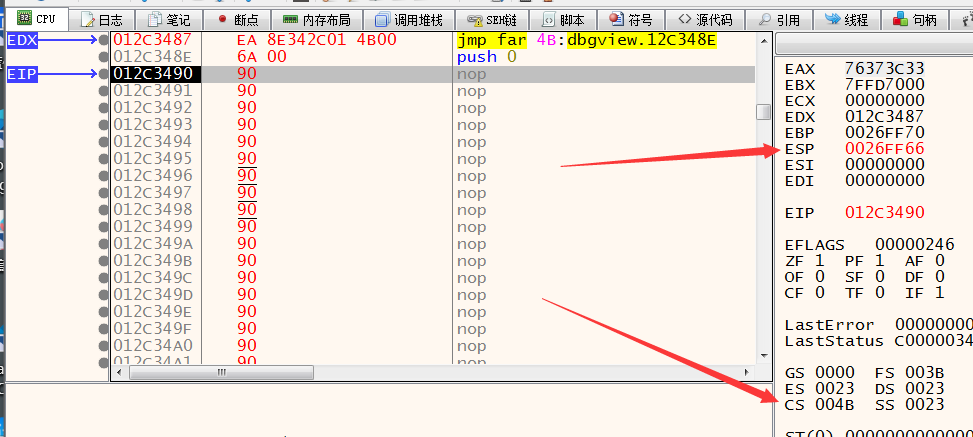 CPU 日志 笔记 断点 内存布局 调用堆栈 SEH链 脚本 符号 源代码 引用 线程 句柄
EDX 012C3487 EA 8E342C01 4B00 jmp far 4B:dbgview.12C348E
012C348E 6A 00 push 0
EIP 012C3490 90 nop
012C3491 90 nop
012C3492 90 nop
012C3493 90 nop
012C3494 90 nop
012C3495 90 nop
012C3496 90 nop
012C3497 90 nop
012C3498 90 nop
012C3499 90 nop
012C349A 90 nop
012C349B 90 nop
012C349C 90 nop
012C349D 90 nop
012C349E 90 nop
012C349F 90 nop
012C34A0 90 nop
012C34A1 90 nop
EAX 76373C33
EBX 7FFD7000
ECX 00000000
EDX 012C3487
EBP 0026FF70
ESP 0026FF66
ESI 00000000
EDI 00000000
EIP 012C3490
EFLAGS 00000246
ZF 1 PF 1 AF 0
OF 0 SF 0 DF 0
CF 0 TF 0 IF 1
LastError 00000000
LastStatus C0000034
GS 0000 FS 003B
ES 0023 DS 0023
CS 004B SS 0023